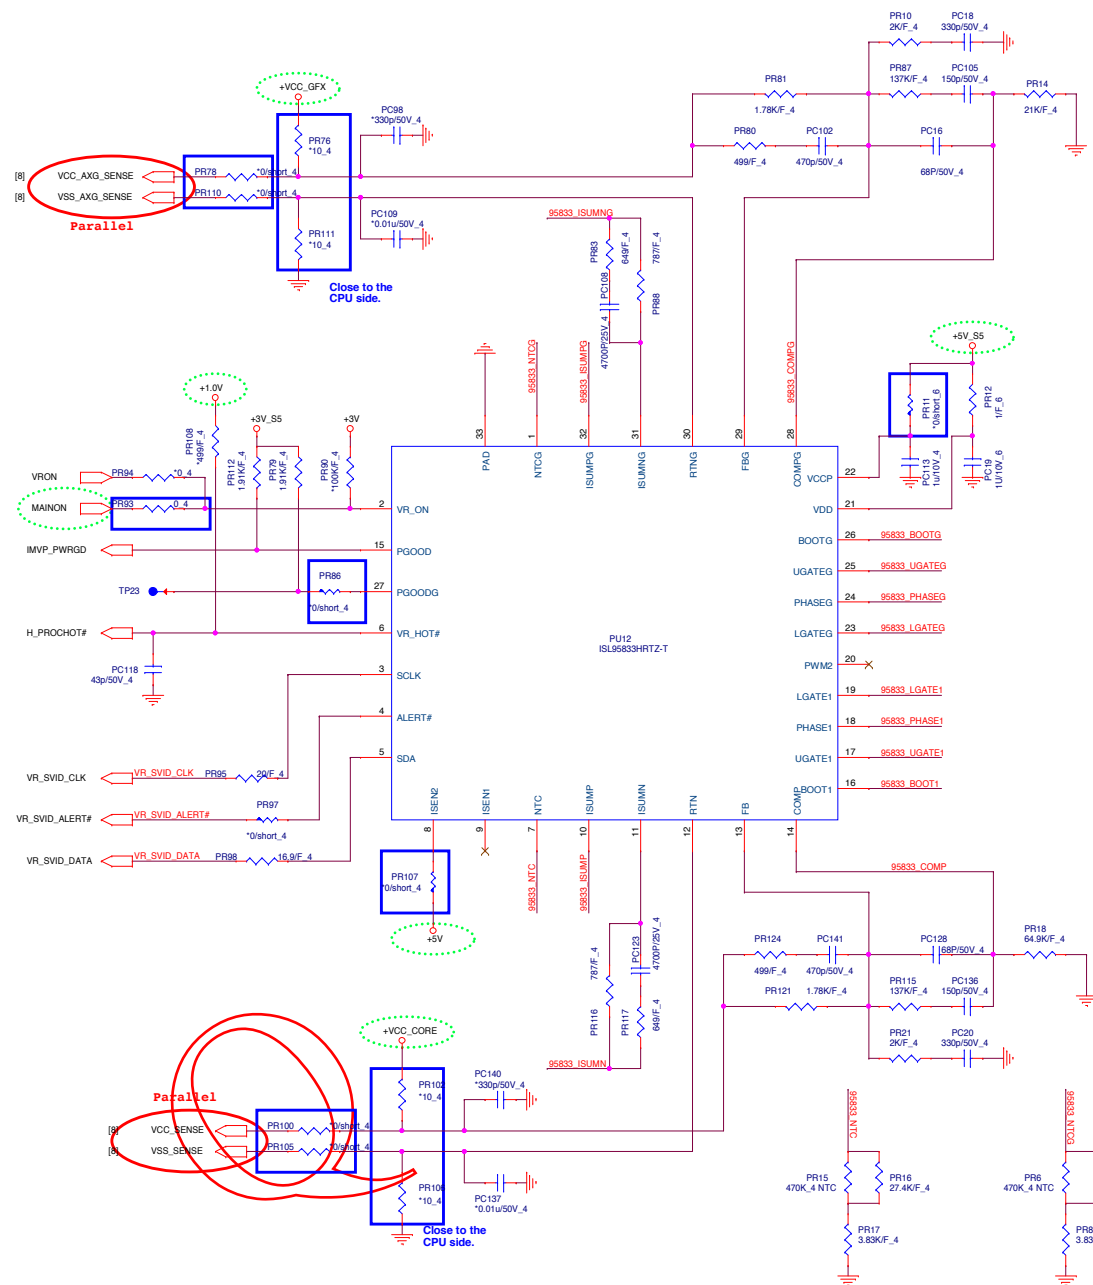 PR10
2K/F_4
PC18
330p/50V_4
PR87
137K/F_4
PC105
150p/50V_4
PR14
21K/F_4
PR81
1.78K/F_4
PR80
499/F_4
PC102
470p/50V_4
PC16
68P/50V_4
+VCC_GFX
PC98
*330p/50V_4
PR76
*10_4
[8]
VCC_AXG_SENSE
PR78
*0/short_4
[8]
VSS_AXG_SENSE
PR110
*0/short_4
Parallel
PC109
*0.01u/50V_4
PR111
*10_4
Close to the
CPU side.
95833_ISUMNG
PR83
649/F_4
787/F_4
PR88
PC108
4700P/25V_4
95833_NTCG
95833_ISUMPG
95833_COMPG
+5V_S5
PR11
*0/short_6
PR12
1/F_6
PC113
1u/10V_4
PC19
1U/10V_6
+1.0V
PR108
*499/F_4
+3V_S5
+3V
PR112
1.91K/F_4
PR79
1.91K/F_4
PR90
*100K/F_4
VRON
PR94
*0_4
MAINON
PR93
0_4
IMVP_PWRGD
TP23
PR86
*0/short_4
H_PROCHOT#
PC118
43p/50V_4
33
PAD
1
NTCG
32
ISUMPG
31
ISUMNG
30
RTNG
29
FBG
28
COMPG
2
VR_ON
15
PGOOD
27
PGOODG
6
VR_HOT#
3
SCLK
4
ALERT#
5
SDA
PU12
ISL95833HRTZ-T
VCCP
22
VDD
21
BOOTG
26
95833_BOOTG
UGATEG
25
95833_UGATEG
PHASEG
24
95833_PHASEG
LGATEG
23
95833_LGATEG
PWM2
20
LGATE1
19
95833_LGATE1
PHASE1
18
95833_PHASE1
UGATE1
17
95833_UGATE1
BOOT1
16
95833_BOOT1
VR_SVID_CLK
VR_SVID_CLK
PR95
20/F_4
VR_SVID_ALERT#
VR_SVID_ALERT#
PR97
*0/short_4
VR_SVID_DATA
VR_SVID_DATA
PR98
16.9/F_4
ISEN2
8
ISEN1
9
NTC
7
ISUMP
10
ISUMN
11
RTN
12
FB
13
COMP
14
PR107
*0/short_4
+5V
95833_NTC
95833_ISUMP
95833_COMP
787/F_4
PR116
PC123
4700P/25V_4
PR117
649/F_4
95833_ISUMN
PR124
499/F_4
PC141
470p/50V_4
PC128
68P/50V_4
PR18
64.9K/F_4
PR121
1.78K/F_4
PR115
137K/F_4
PC136
150p/50V_4
PR21
2K/F_4
PC20
330p/50V_4
+VCC_CORE
PR102
*10_4
PC140
*330p/50V_4
Parallel
[8]
VCC_SENSE
PR100
*0/short_4
[8]
VSS_SENSE
PR105
*0/short_4
PR106
*10_4
PC137
*0.01u/50V_4
Close to the
CPU side.
95833_NTC
PR15
470K_4 NTC
PR16
27.4K/F_4
PR17
3.83K/F_4
95833_NTCG
PR6
470K_4 NTC
PR8
3.83